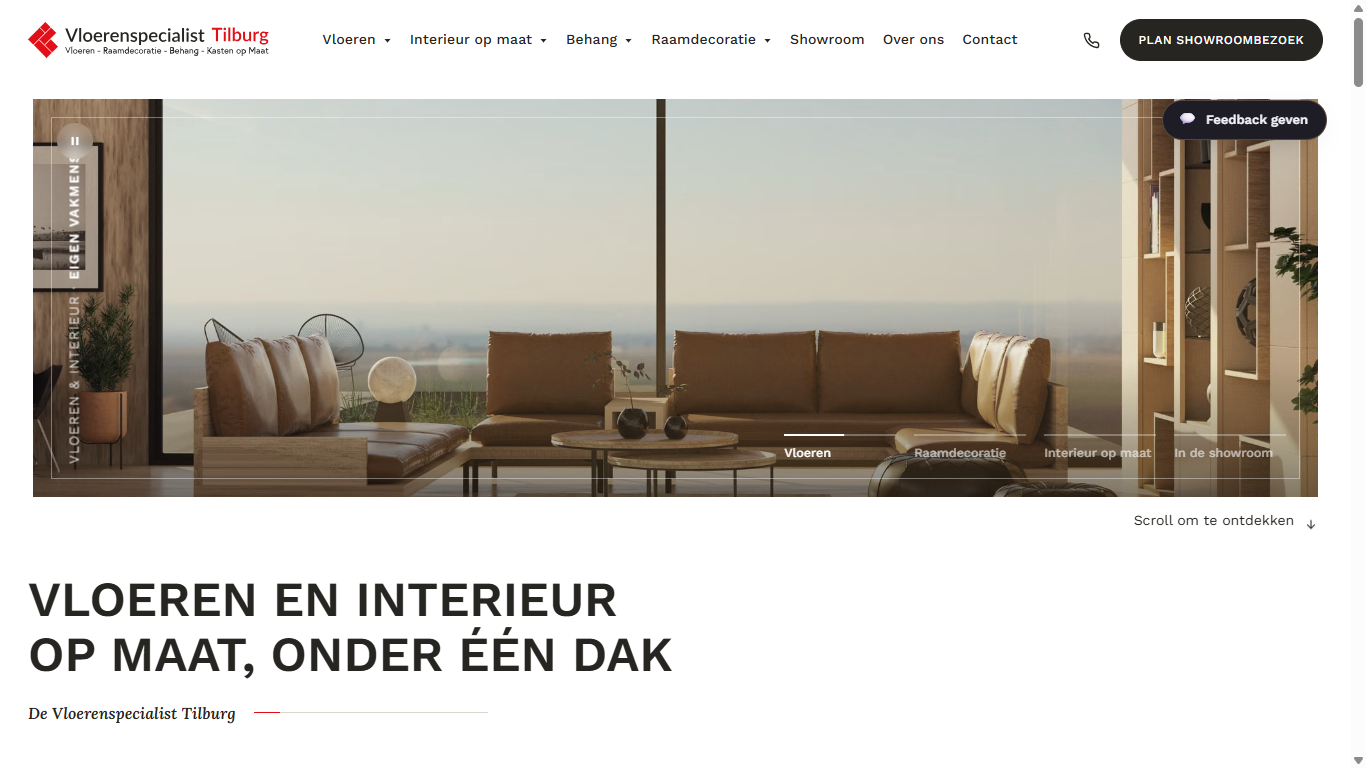 Vloerenspecialist Tilburg
Vloeren - Raamdecoratie - Behang - Kasten op Maat
Vloeren
Interieur op maat
Behang
Raamdecoratie
Showroom
Over ons
Contact
PLAN SHOWROOMBEZOEK
Feedback geven
VLOEREN & INTERIEUR · EIGEN VAKMENS
Vloeren
Raamdecoratie
Interieur op maat
In de showroom
Scroll om te ontdekken
VLOEREN EN INTERIEUR
OP MAAT, ONDER ÉÉN DAK
De Vloerenspecialist Tilburg